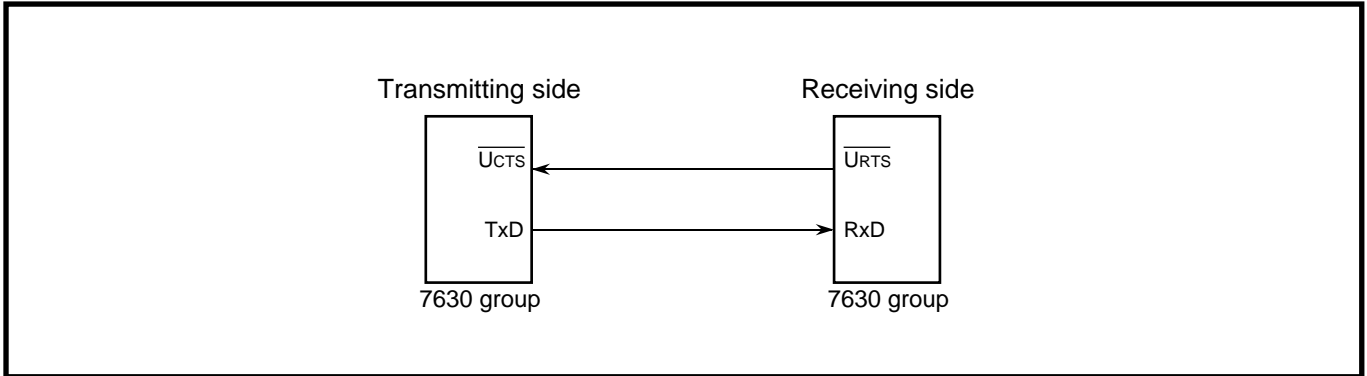 Transmitting side
Receiving side
UCTS
URTS
TxD
RxD
7630 group
7630 group